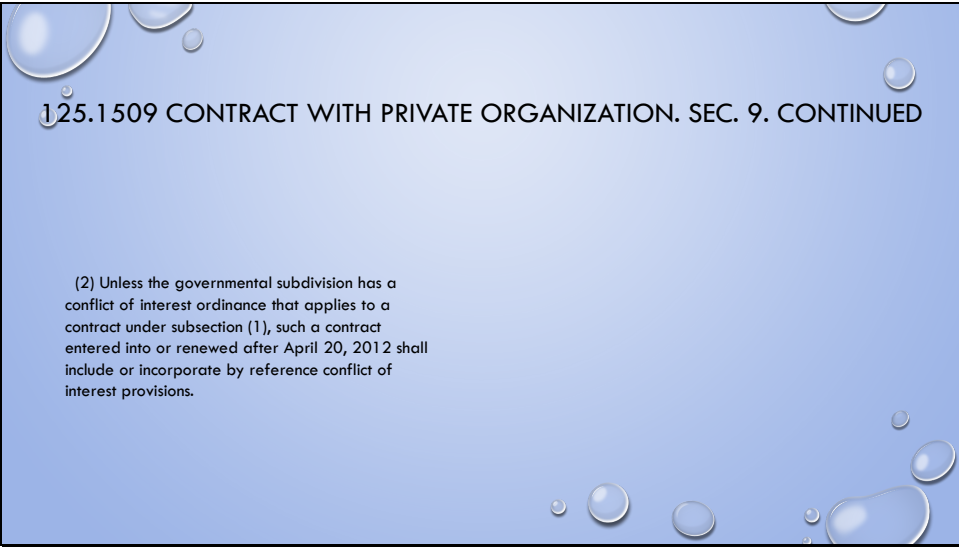 125.1509 CONTRACT WITH PRIVATE ORGANIZATION. SEC. 9. CONTINUED
(2) Unless the governmental subdivision has a
conflict of interest ordinance that applies to a
contract under subsection (1), such a contract
entered into or renewed after April 20, 2012 shall
include or incorporate by reference conflict of
interest provisions.